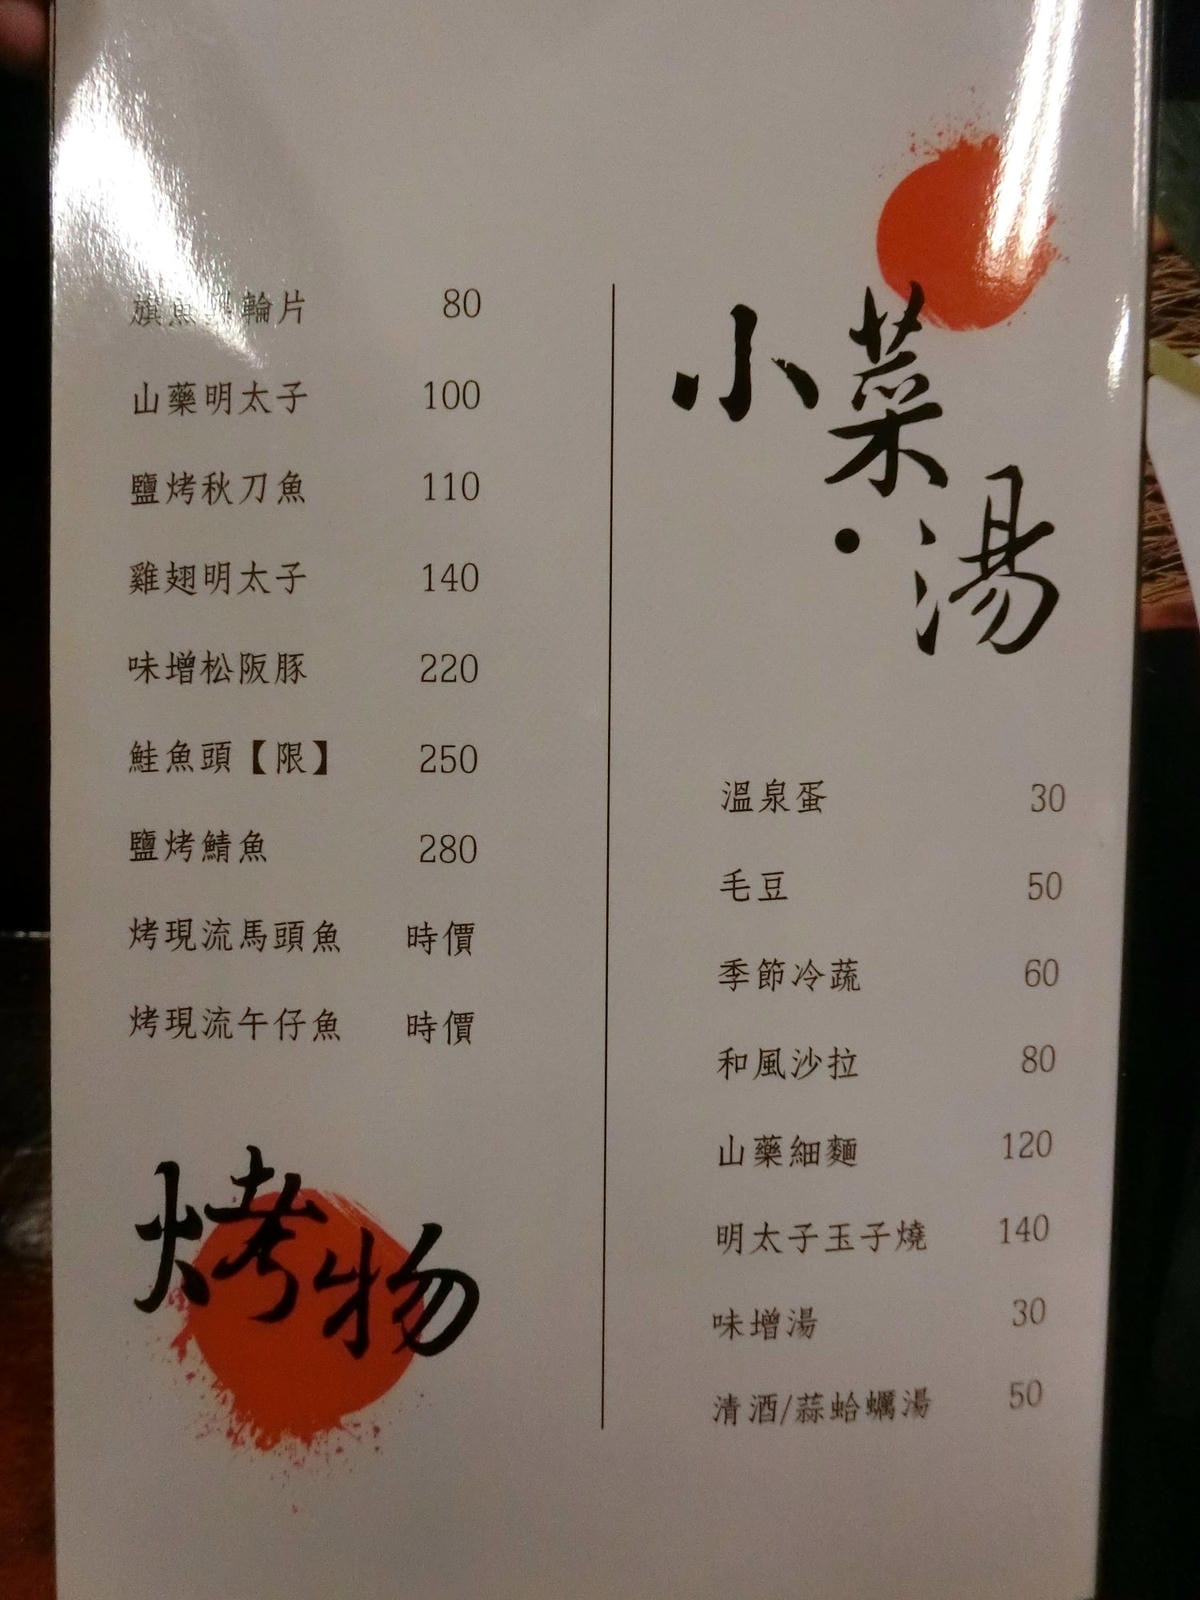 旗魚 輪片 80
山藥明太子 100
鹽烤秋刀魚 110
雞翅明太子 140
味增松阪豚 220
鮭魚頭【限】 250
鹽烤鯖魚 280
烤現流馬頭魚 時價
烤現流午仔魚 時價
烤物
小菜
・湯
溫泉蛋 30
毛豆 50
季節冷蔬 60
和風沙拉 80
山藥細麵 120
明太子玉子燒 140
味增湯 30
清酒/蒜蛤蠣湯 50